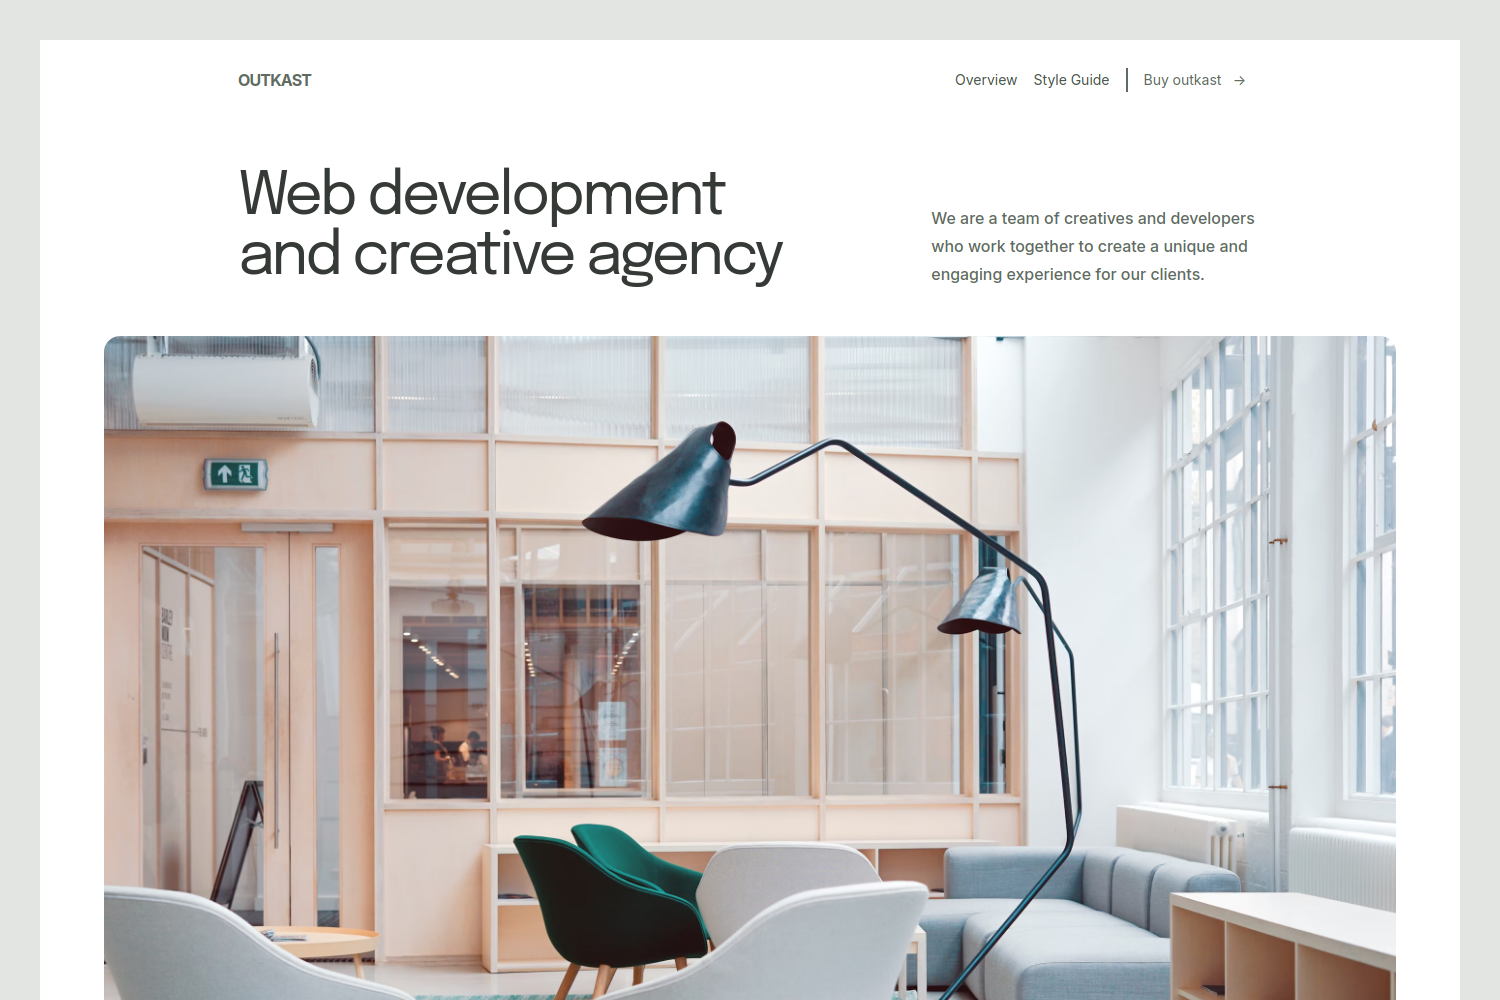 OUTKAST
Overview Style Guide Buy outkast →
Web development
and creative agency
We are a team of creatives and developers
who work together to create a unique and
engaging experience for our clients.